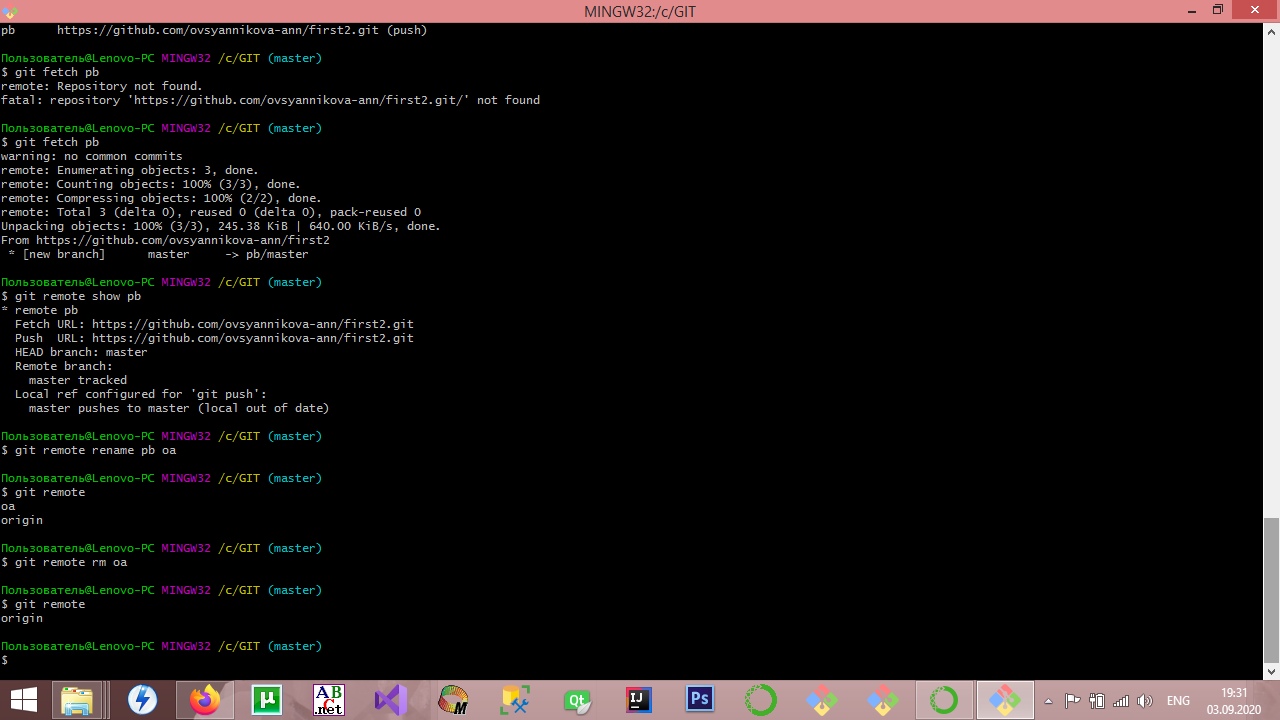 MINGW32:/c/GIT
pb      https://github.com/ovsyannikova-ann/first2.git (push)
Пользователь@Lenovo-PC MINGW32 /c/GIT (master)
$ git fetch pb
remote: Repository not found.
fatal: repository 'https://github.com/ovsyannikova-ann/first2.git/' not found
Пользователь@Lenovo-PC MINGW32 /c/GIT (master)
$ git fetch pb
warning: no common commits
remote: Enumerating objects: 3, done.
remote: Counting objects: 100% (3/3), done.
remote: Compressing objects: 100% (2/2), done.
remote: Total 3 (delta 0), reused 0 (delta 0), pack-reused 0
Unpacking objects: 100% (3/3), 245.38 KiB | 640.00 KiB/s, done.
From https://github.com/ovsyannikova-ann/first2
 * [new branch]      master     -> pb/master
Пользователь@Lenovo-PC MINGW32 /c/GIT (master)
$ git remote show pb
* remote pb
  Fetch URL: https://github.com/ovsyannikova-ann/first2.git
  Push  URL: https://github.com/ovsyannikova-ann/first2.git
  HEAD branch: master
  Remote branch:
    master tracked
  Local ref configured for 'git push':
    master pushes to master (local out of date)
Пользователь@Lenovo-PC MINGW32 /c/GIT (master)
$ git remote rename pb oa
Пользователь@Lenovo-PC MINGW32 /c/GIT (master)
$ git remote
oa
origin
Пользователь@Lenovo-PC MINGW32 /c/GIT (master)
$ git remote rm oa
Пользователь@Lenovo-PC MINGW32 /c/GIT (master)
$ git remote
origin
Пользователь@Lenovo-PC MINGW32 /c/GIT (master)
$
µ
ABC
.net
M
Qt
IJ
Ps
ENG
19:31
03.09.2020